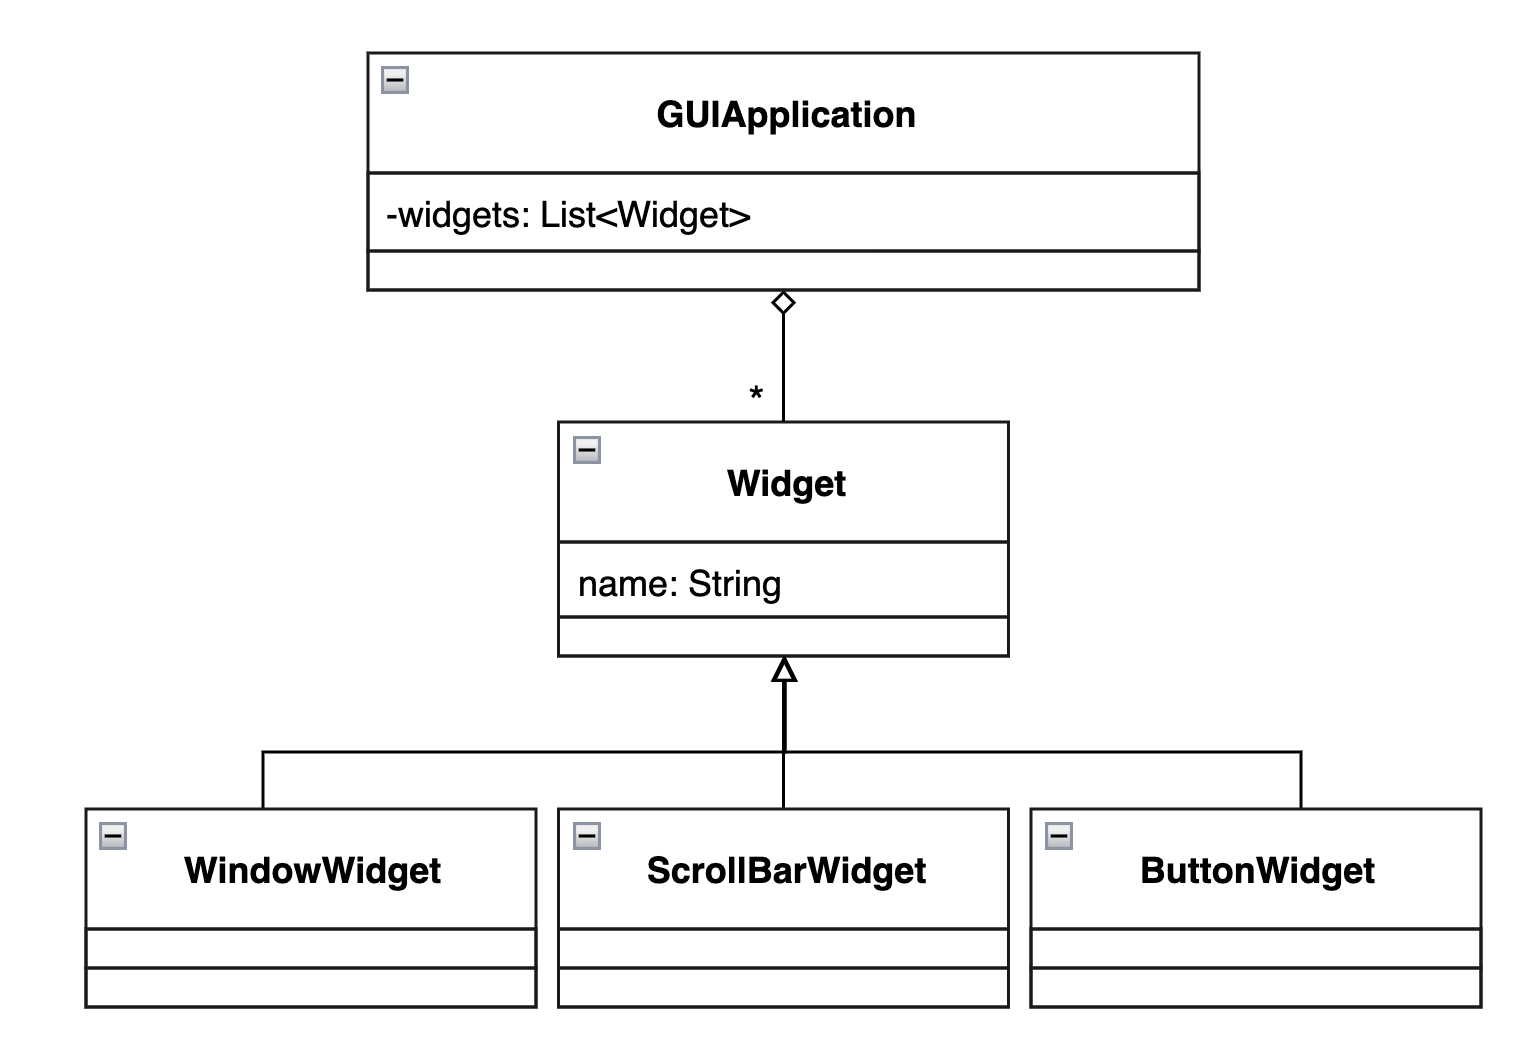 GUIApplication
-widgets: List<Widget>
*
Widget
name: String
WindowWidget
ScrollBarWidget
ButtonWidget